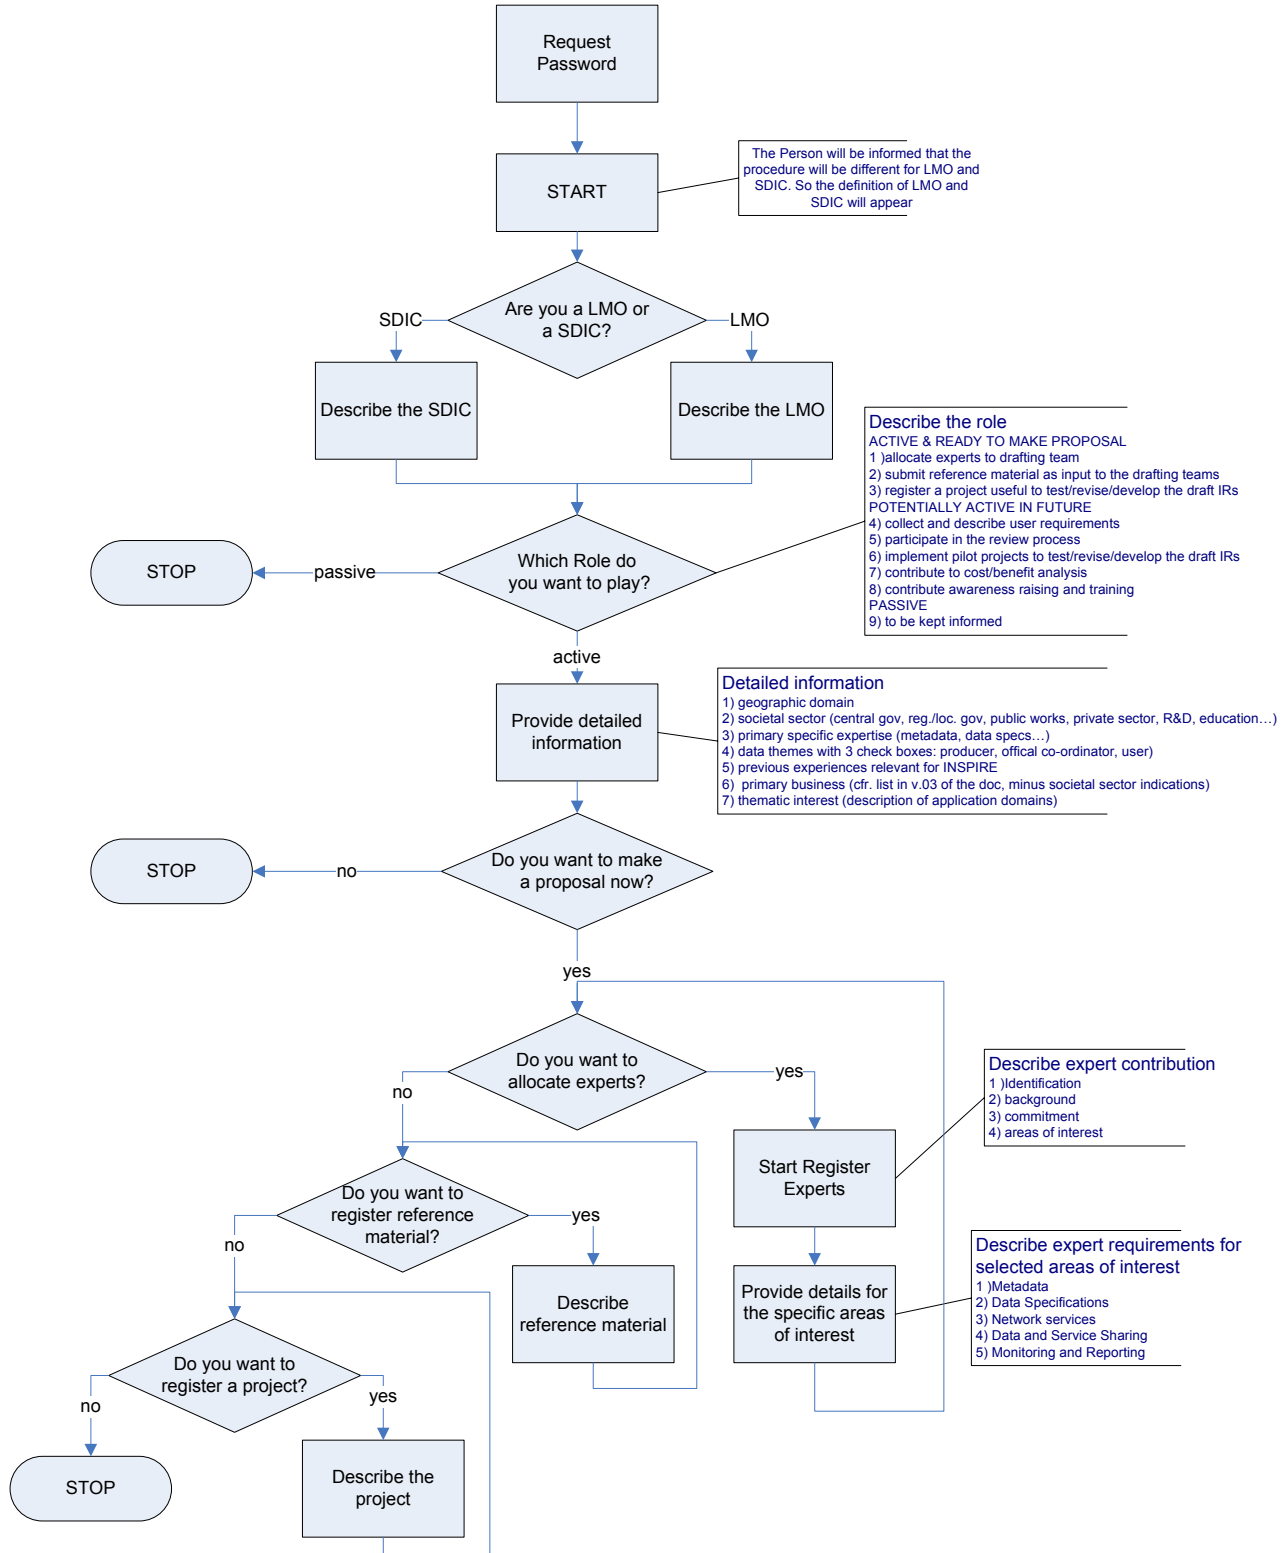 Request
Password
START
The Person will be informed that the
procedure will be different for LMO and
SDIC. So the definition of LMO and
SDIC will appear
Are you a LMO or
a SDIC?
SDIC
LMO
Describe the SDIC
Describe the LMO
Describe the role
ACTIVE & READY TO MAKE PROPOSAL
1 )allocate experts to drafting team
2) submit reference material as input to the drafting teams
3) register a project useful to test/revise/develop the draft IRs
POTENTIALLY ACTIVE IN FUTURE
4) collect and describe user requirements
5) participate in the review process
6) implement pilot projects to test/revise/develop the draft IRs
7) contribute to cost/benefit analysis
8) contribute awareness raising and training
PASSIVE
9) to be kept informed
Which Role do
you want to play?
passive
STOP
active
Provide detailed
information
Detailed information
1) geographic domain
2) societal sector (central gov, reg./loc. gov, public works, private sector, R&D, education…)
3) primary specific expertise (metadata, data specs…)
4) data themes with 3 check boxes: producer, offical co-ordinator, user)
5) previous experiences relevant for INSPIRE
6)  primary business (cfr. list in v.03 of the doc, minus societal sector indications)
7) thematic interest (description of application domains)
Do you want to make
a proposal now?
no
STOP
yes
Do you want to
allocate experts?
no
yes
Describe expert contribution
1 )Identification
2) background
3) commitment
4) areas of interest
Start Register
Experts
Do you want to
register reference
material?
no
yes
Describe
reference material
Provide details for
the specific areas
of interest
Describe expert requirements for
selected areas of interest
1 )Metadata
2) Data Specifications
3) Network services
4) Data and Service Sharing
5) Monitoring and Reporting
Do you want to
register a project?
no
yes
STOP
Describe the
project